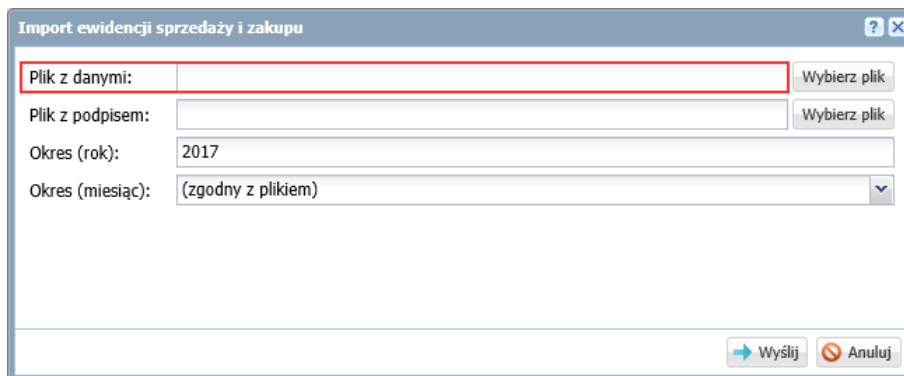 Import ewidencji sprzedaży i zakupu
Plik z danymi: Wybierz plik
Plik z podpisem: Wybierz plik
Okres (rok): 2017
Okres (miesiąc): (zgodny z plikiem)
Wyślij Anuluj